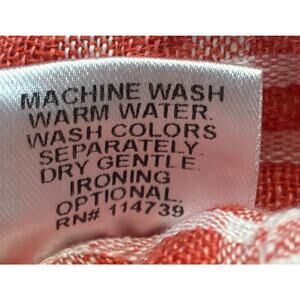 MACHINE WASH
WARM WATER.
WASH COLORS
SEPARATELY.
DRY GENTLE.
IRONING
OPTIONAL.
RN# 114739